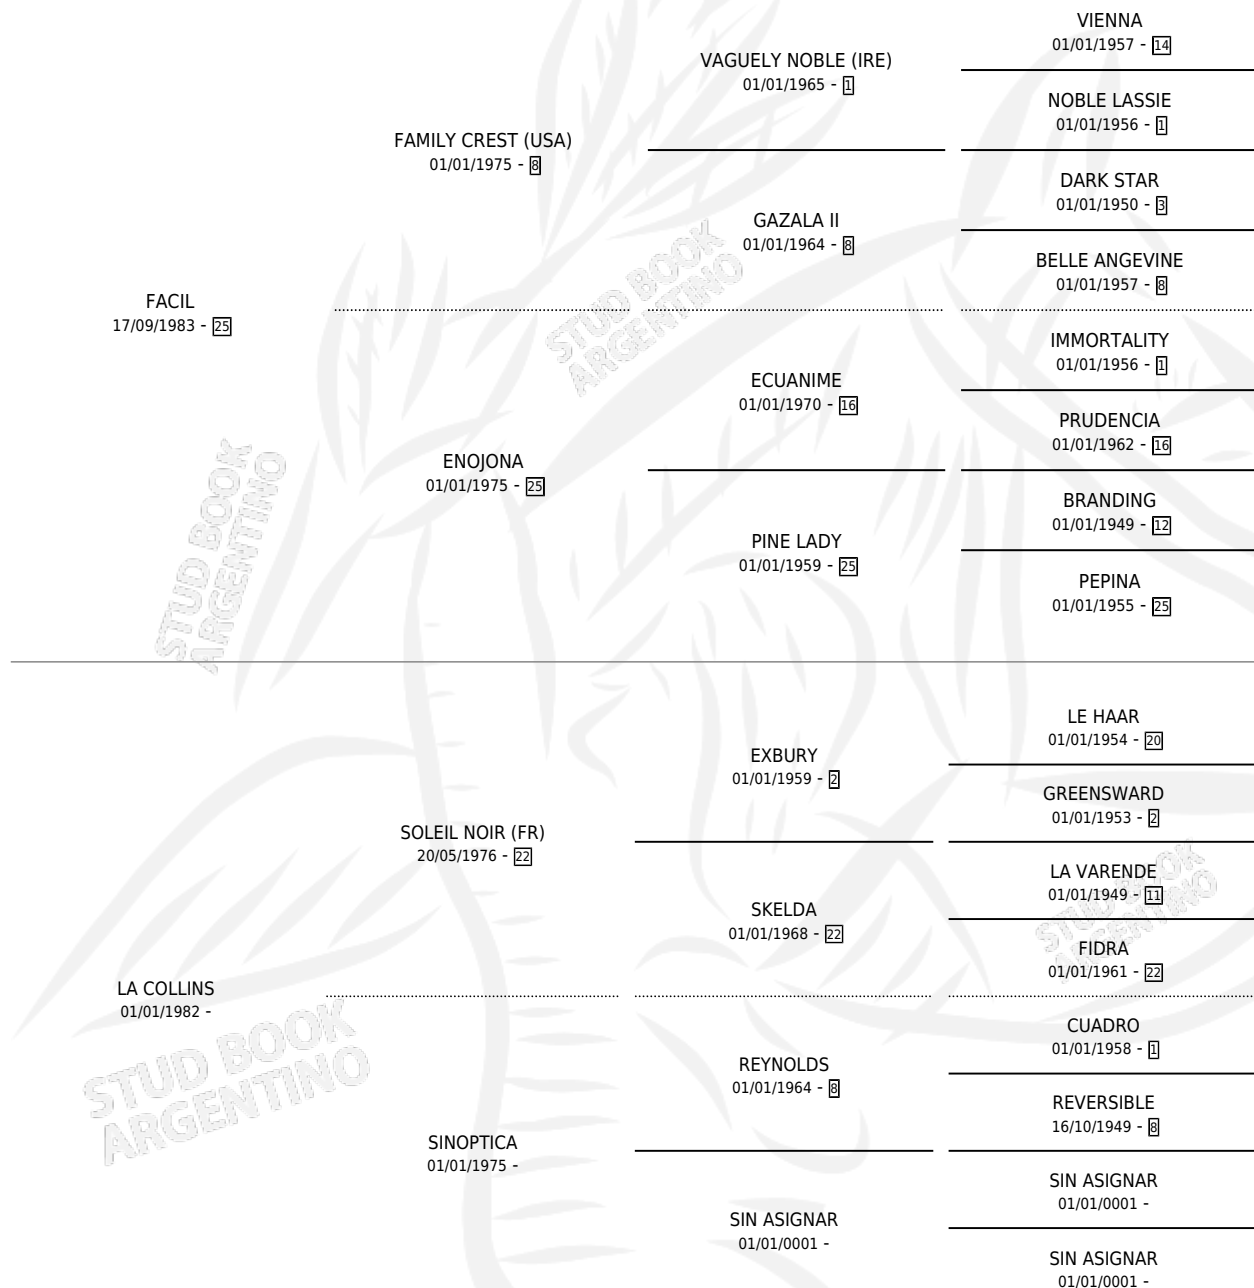 VIENNA
01/01/1957 - 14
VAGUELY NOBLE (IRE)
01/01/1965 - 1
NOBLE LASSIE
01/01/1956 - 1
FAMILY CREST (USA)
01/01/1975 - 8
DARK STAR
01/01/1950 - 3
GAZALA II
01/01/1964 - 8
BELLE ANGEVINE
01/01/1957 - 8
FACIL
17/09/1983 - 25
IMMORTALITY
01/01/1956 - 1
ECUANIME
01/01/1970 - 16
PRUDENCIA
01/01/1962 - 16
ENOJONA
01/01/1975 - 25
BRANDING
01/01/1949 - 12
PINE LADY
01/01/1959 - 25
PEPINA
01/01/1955 - 25
LE HAAR
01/01/1954 - 20
EXBURY
01/01/1959 - 2
GREENSWARD
01/01/1953 - 2
SOLEIL NOIR (FR)
20/05/1976 - 22
LA VARENDE
01/01/1949 - 11
SKELDA
01/01/1968 - 22
FIDRA
01/01/1961 - 22
LA COLLINS
01/01/1982 -
CUADRO
01/01/1958 - 1
REYNOLDS
01/01/1964 - 8
REVERSIBLE
16/10/1949 - 8
SINOPTICA
01/01/1975 -
SIN ASIGNAR
01/01/0001 -
SIN ASIGNAR
01/01/0001 -
SIN ASIGNAR
01/01/0001 -
STUD BOOK
ARGENTINO
STUD BOOK
ARGENTINO
STUD BOOK
ARGENTINO
STUD BOOK
ARGENTINO